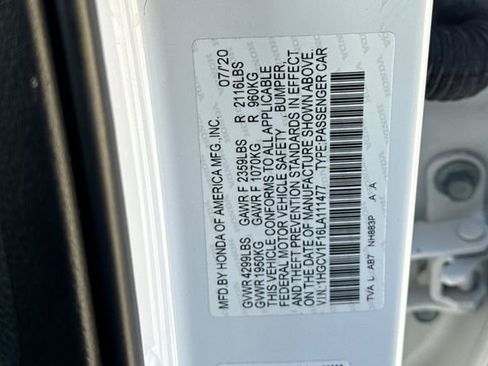 MFD.BY HONDA OF AMERICA MFG.,INC. 07/20
GVWR 4299LBS GAWR F 2359LBS R 2116LBS
GVWR 1950KG GAWR F 1070KG R 960KG
THIS VEHICLE CONFORMS TO ALL APPLICABLE
FEDERAL MOTOR VEHICLE SAFETY BUMPER,
AND THEFT PREVENTION STANDARDS IN EFFECT
ON THE DATE OF MANUFACTURE SHOWN ABOVE.
V.I.N.:1HGCV1F16LA111477 TYPE:PASSENGER CAR
TVA L AB7 NH883P A A